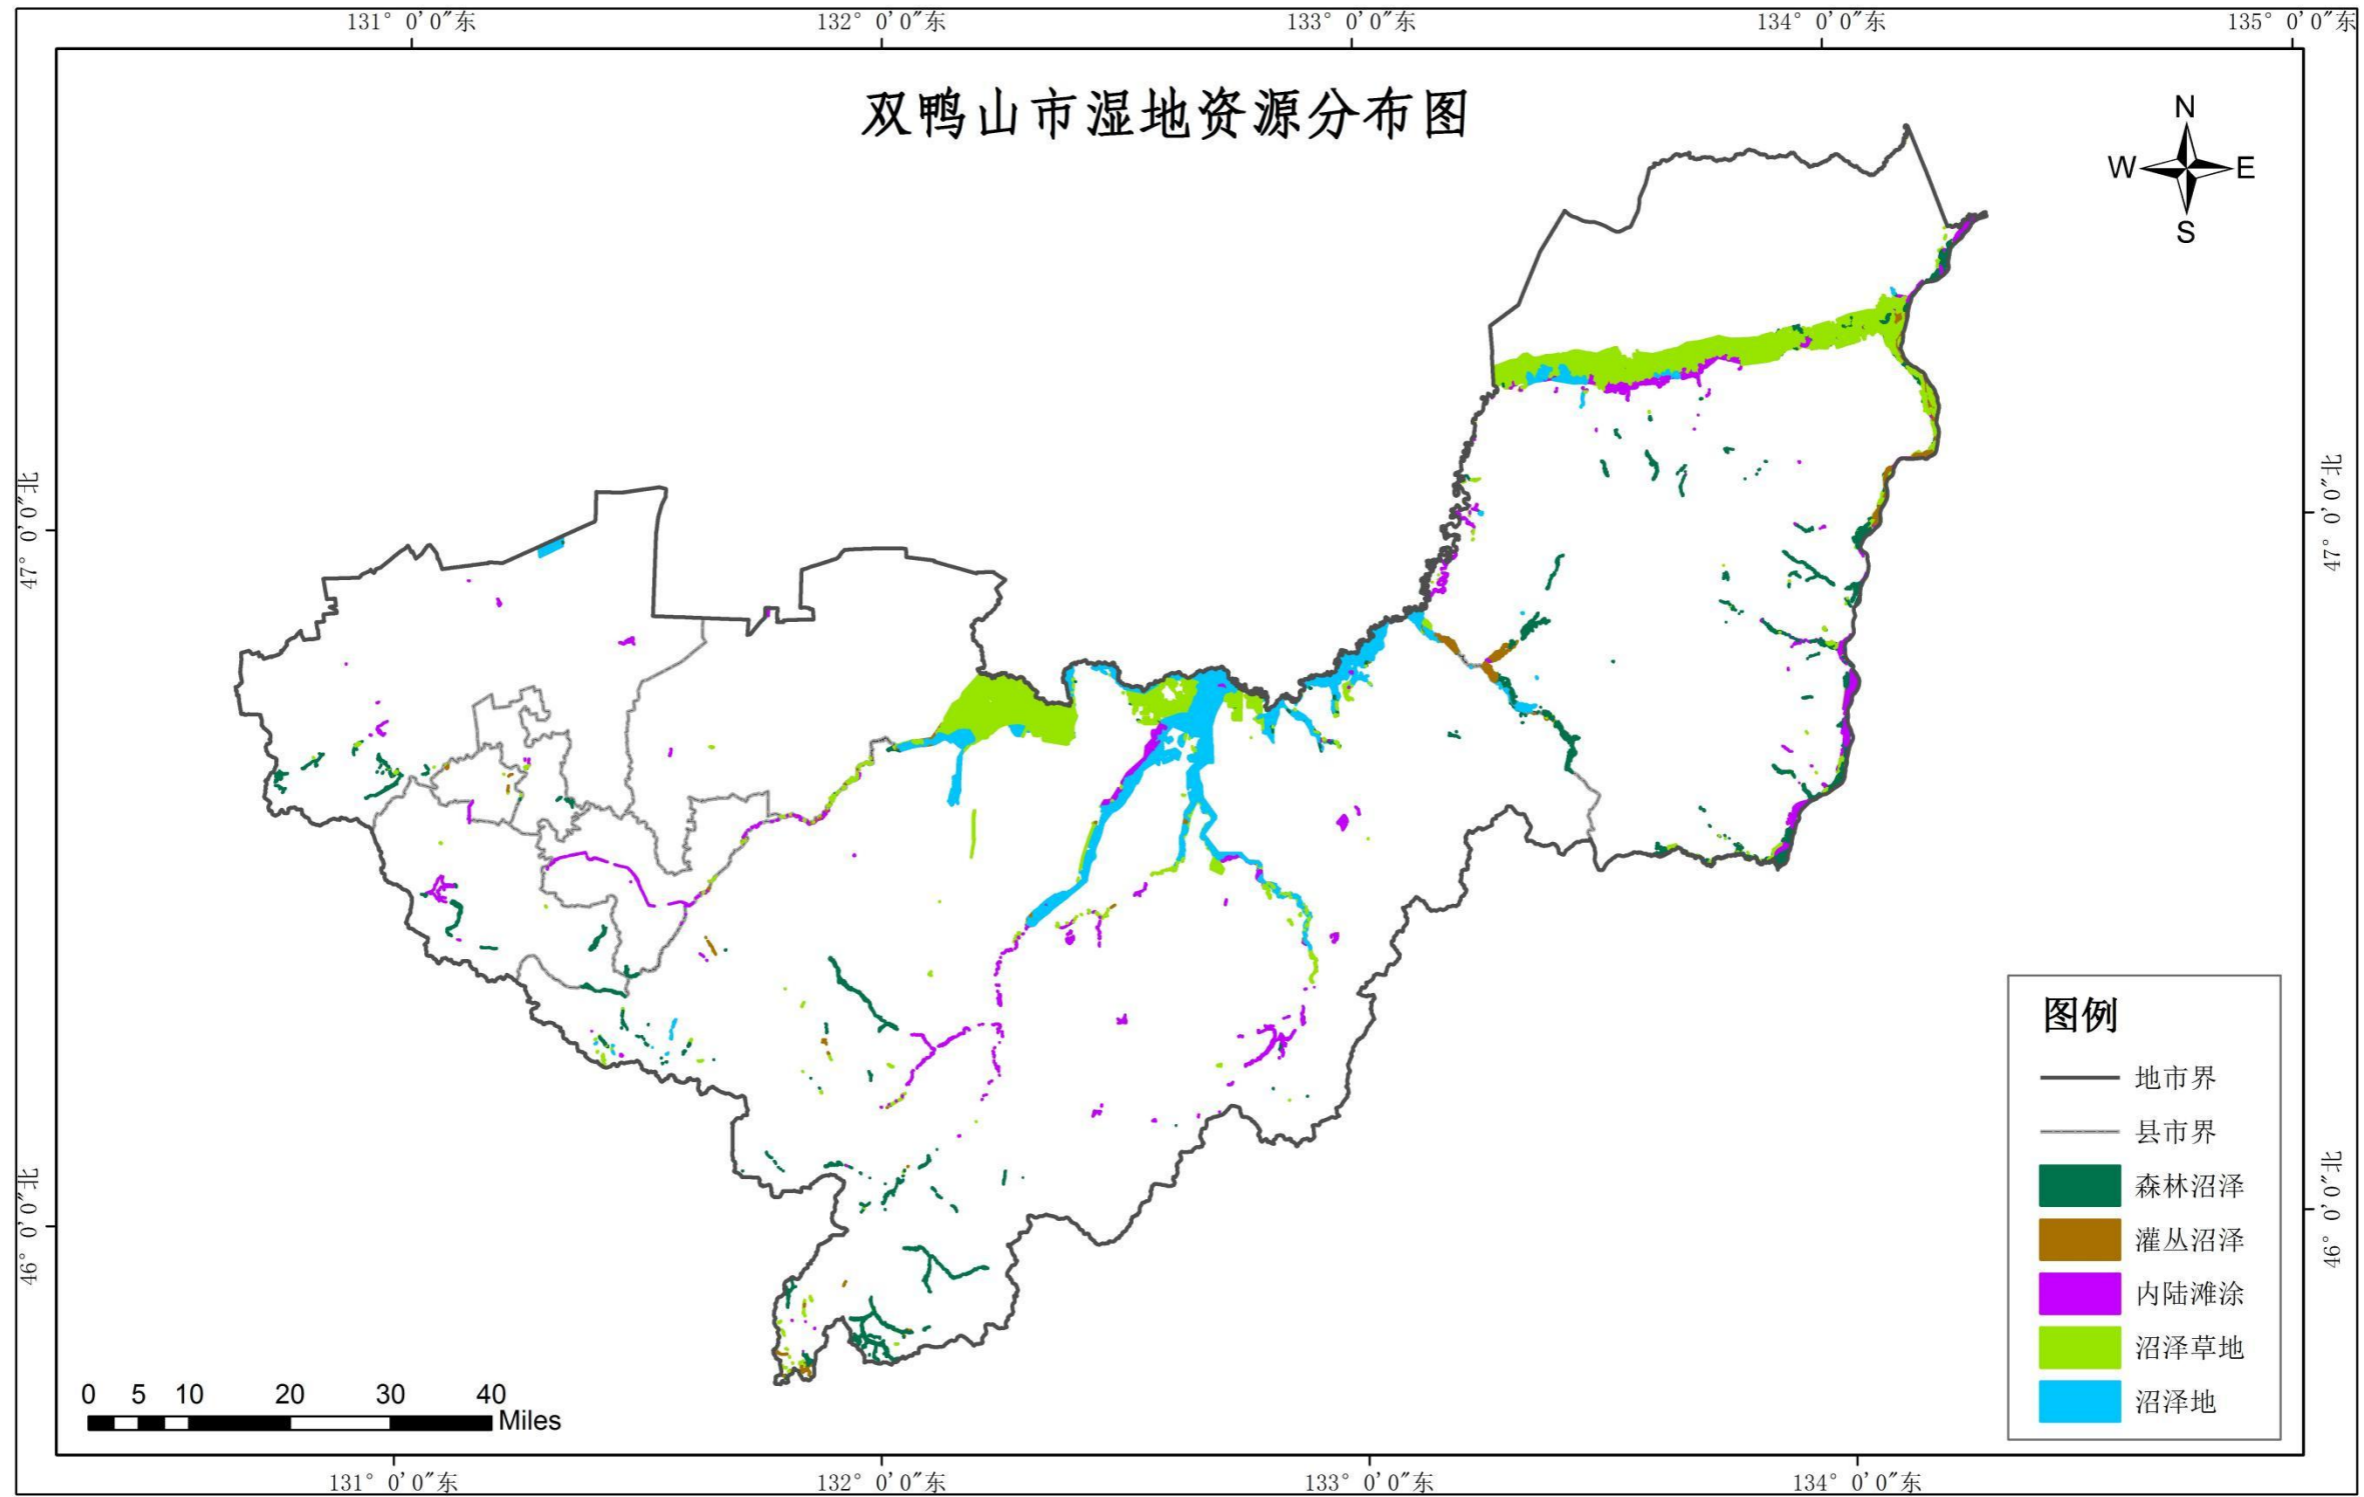 131° 0′0″东
132° 0′0″东
133° 0′0″东
134° 0′0″东
135° 0′0″东
双鸭山市湿地资源分布图
N
W
E
S
47° 0′0″北
47° 0′0″北
46° 0′0″北
46° 0′0″北
图例
地市界
县市界
森林沼泽
灌丛沼泽
内陆滩涂
沼泽草地
沼泽地
0 5 10 20 30 40
Miles
131° 0′0″东
132° 0′0″东
133° 0′0″东
134° 0′0″东